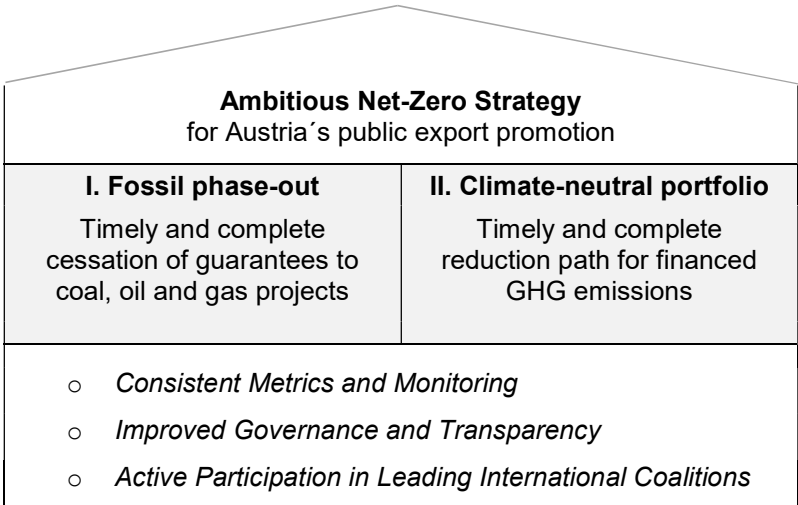 Ambitious Net-Zero Strategy
for Austria´s public export promotion
I. Fossil phase-out
Timely and complete
cessation of guarantees to
coal, oil and gas projects
II. Climate-neutral portfolio
Timely and complete
reduction path for financed
GHG emissions
o Consistent Metrics and Monitoring
o Improved Governance and Transparency
o Active Participation in Leading International Coalitions